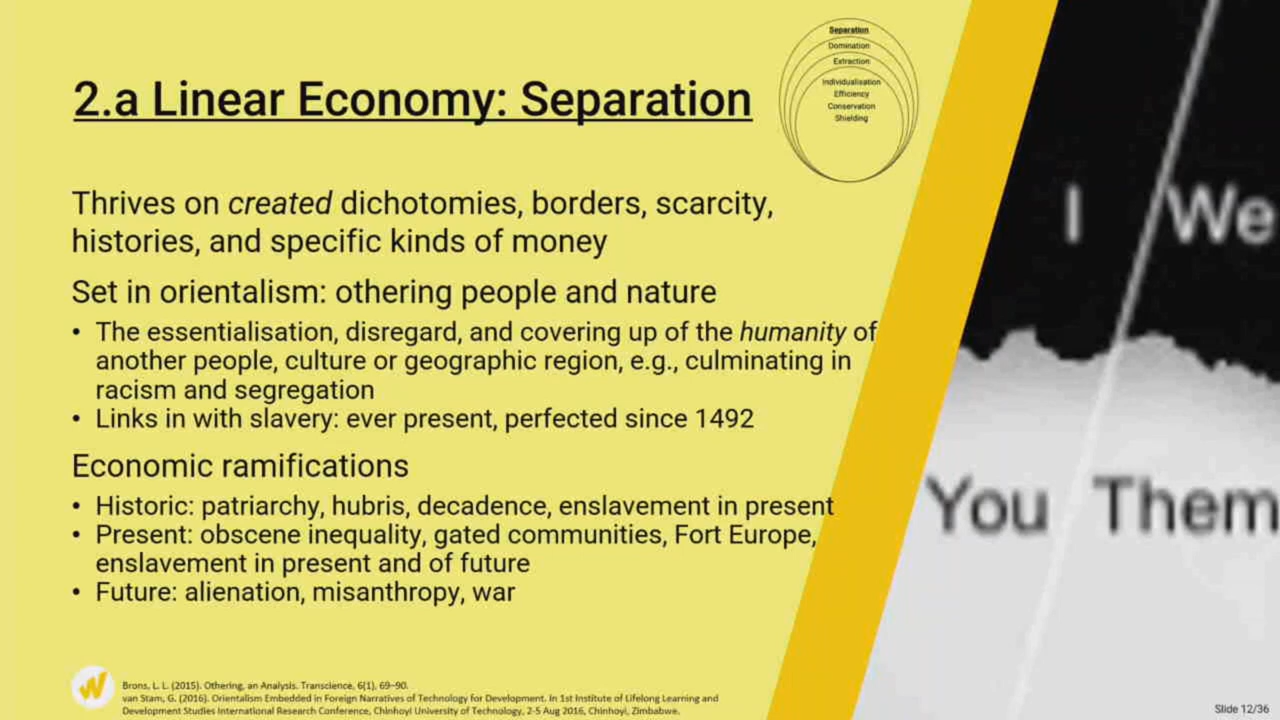 Separation
Domination
Extraction
Individualisation
Efficiency
Conservation
Shielding
2.a Linear Economy: Separation
Thrives on created dichotomies, borders, scarcity,
histories, and specific kinds of money
Set in orientalism: othering people and nature
• The essentialisation, disregard, and covering up of the humanity of
another people, culture or geographic region, e.g., culminating in
racism and segregation
• Links in with slavery: ever present, perfected since 1492
Economic ramifications
• Historic: patriarchy, hubris, decadence, enslavement in present
• Present: obscene inequality, gated communities, Fort Europe,
enslavement in present and of future
• Future: alienation, misanthropy, war
I We
You Them
Brons, L. L. (2015). Othering, an Analysis. Transcience, 6(1), 69–90.
van Stam, G. (2016). Orientalism Embedded in Foreign Narratives of Technology for Development. In 1st Institute of Lifelong Learning and
Development Studies International Research Conference, Chinhoyi University of Technology, 2-5 Aug 2016, Chinhoyi, Zimbabwe.
Slide 12/36